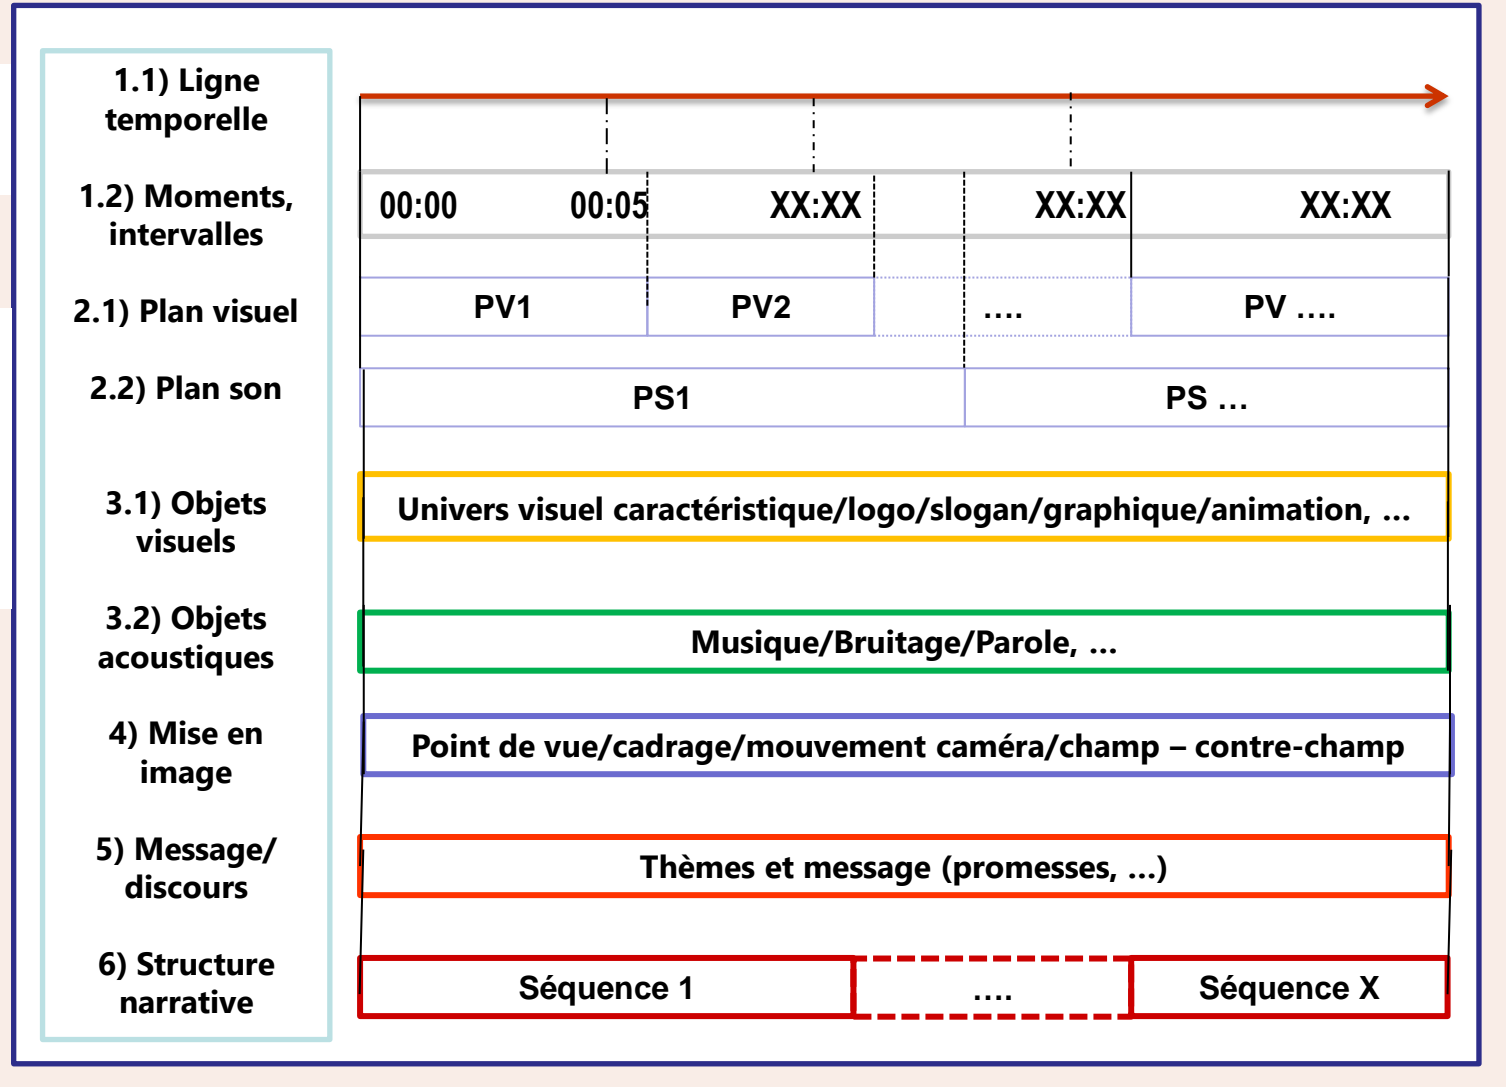 1.1) Ligne
temporelle
1.2) Moments,
intervalles
00:00 00:05 XX:XX XX:XX XX:XX
2.1) Plan visuel
PV1 PV2 …. PV ….
2.2) Plan son
PS1 PS …
3.1) Objets
visuels
Univers visuel caractéristique/logo/slogan/graphique/animation, …
3.2) Objets
acoustiques
Musique/Bruitage/Parole, …
4) Mise en
image
Point de vue/cadrage/mouvement caméra/champ – contre-champ
5) Message/
discours
Thèmes et message (promesses, …)
6) Structure
narrative
Séquence 1 …. Séquence X